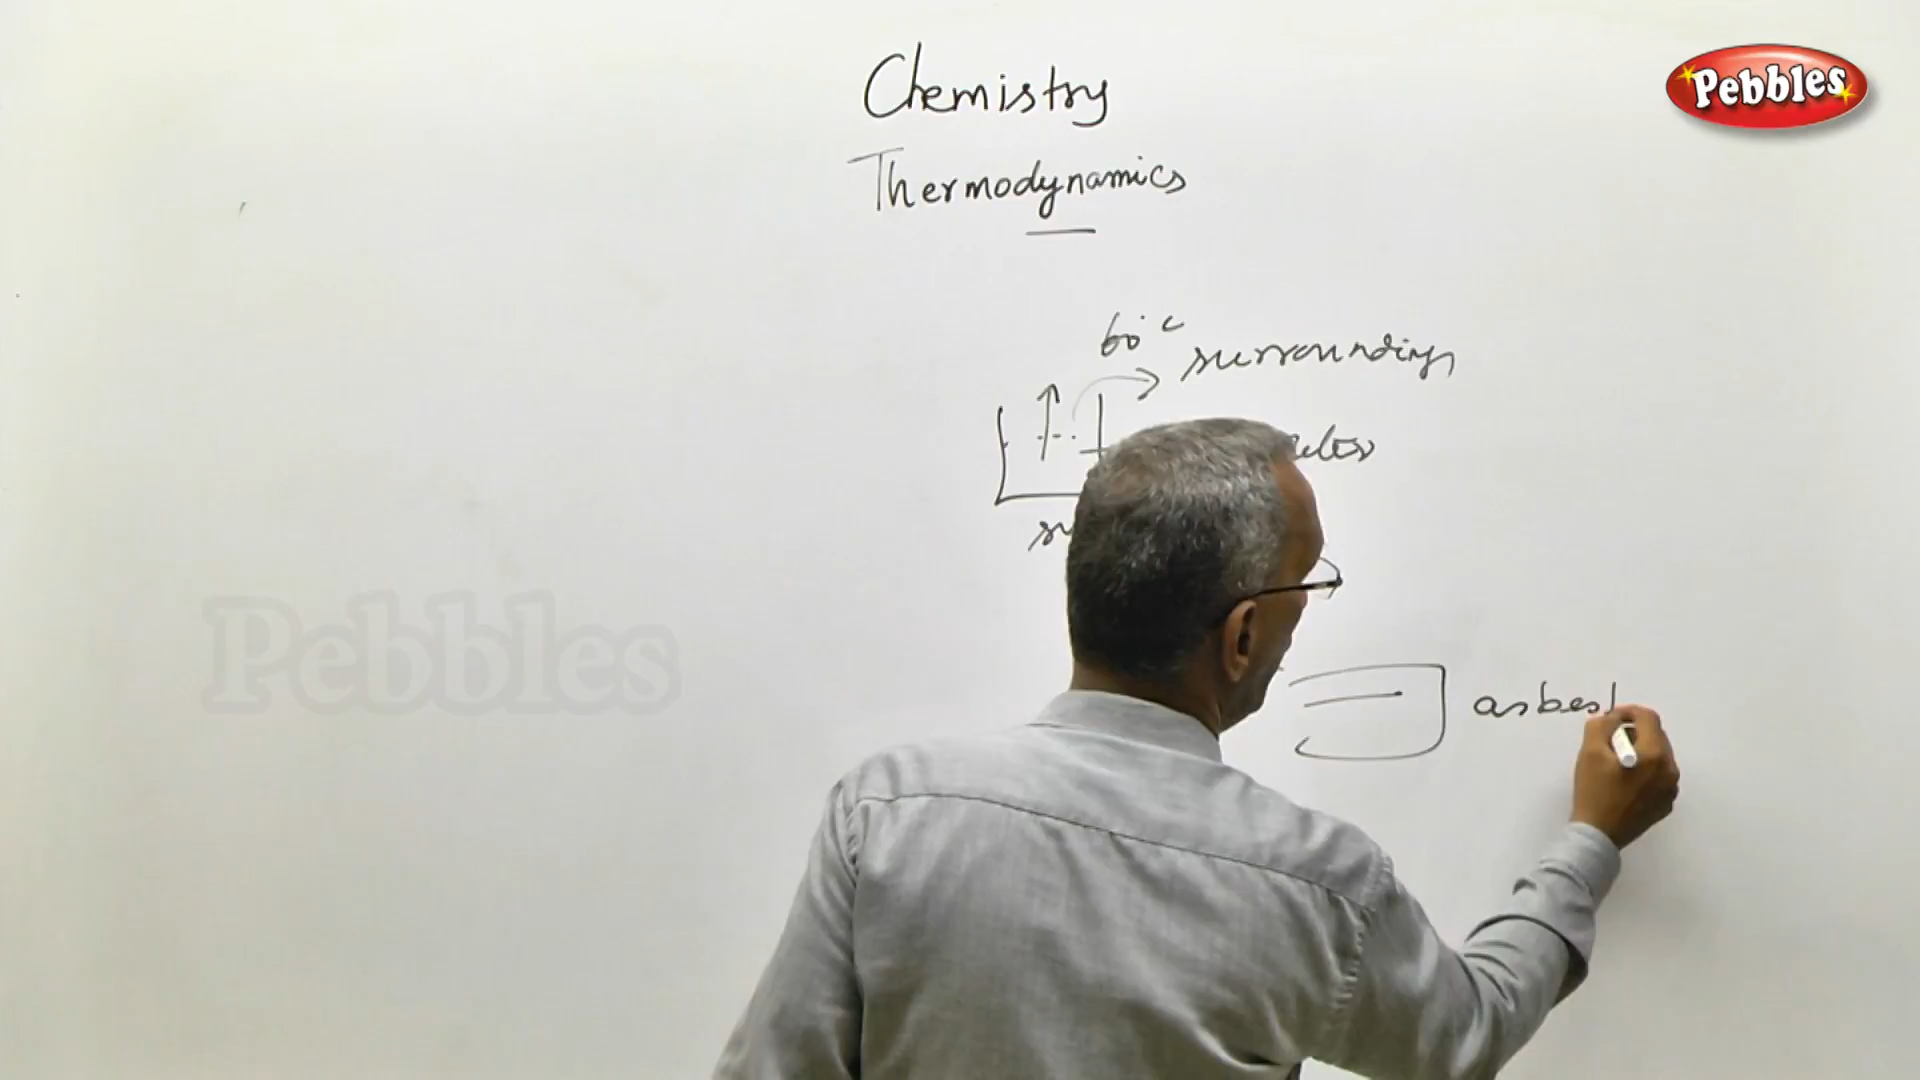 Pebbles
Chemistry
Thermodynamics
60°c
surroundings
asbest
Pebbles